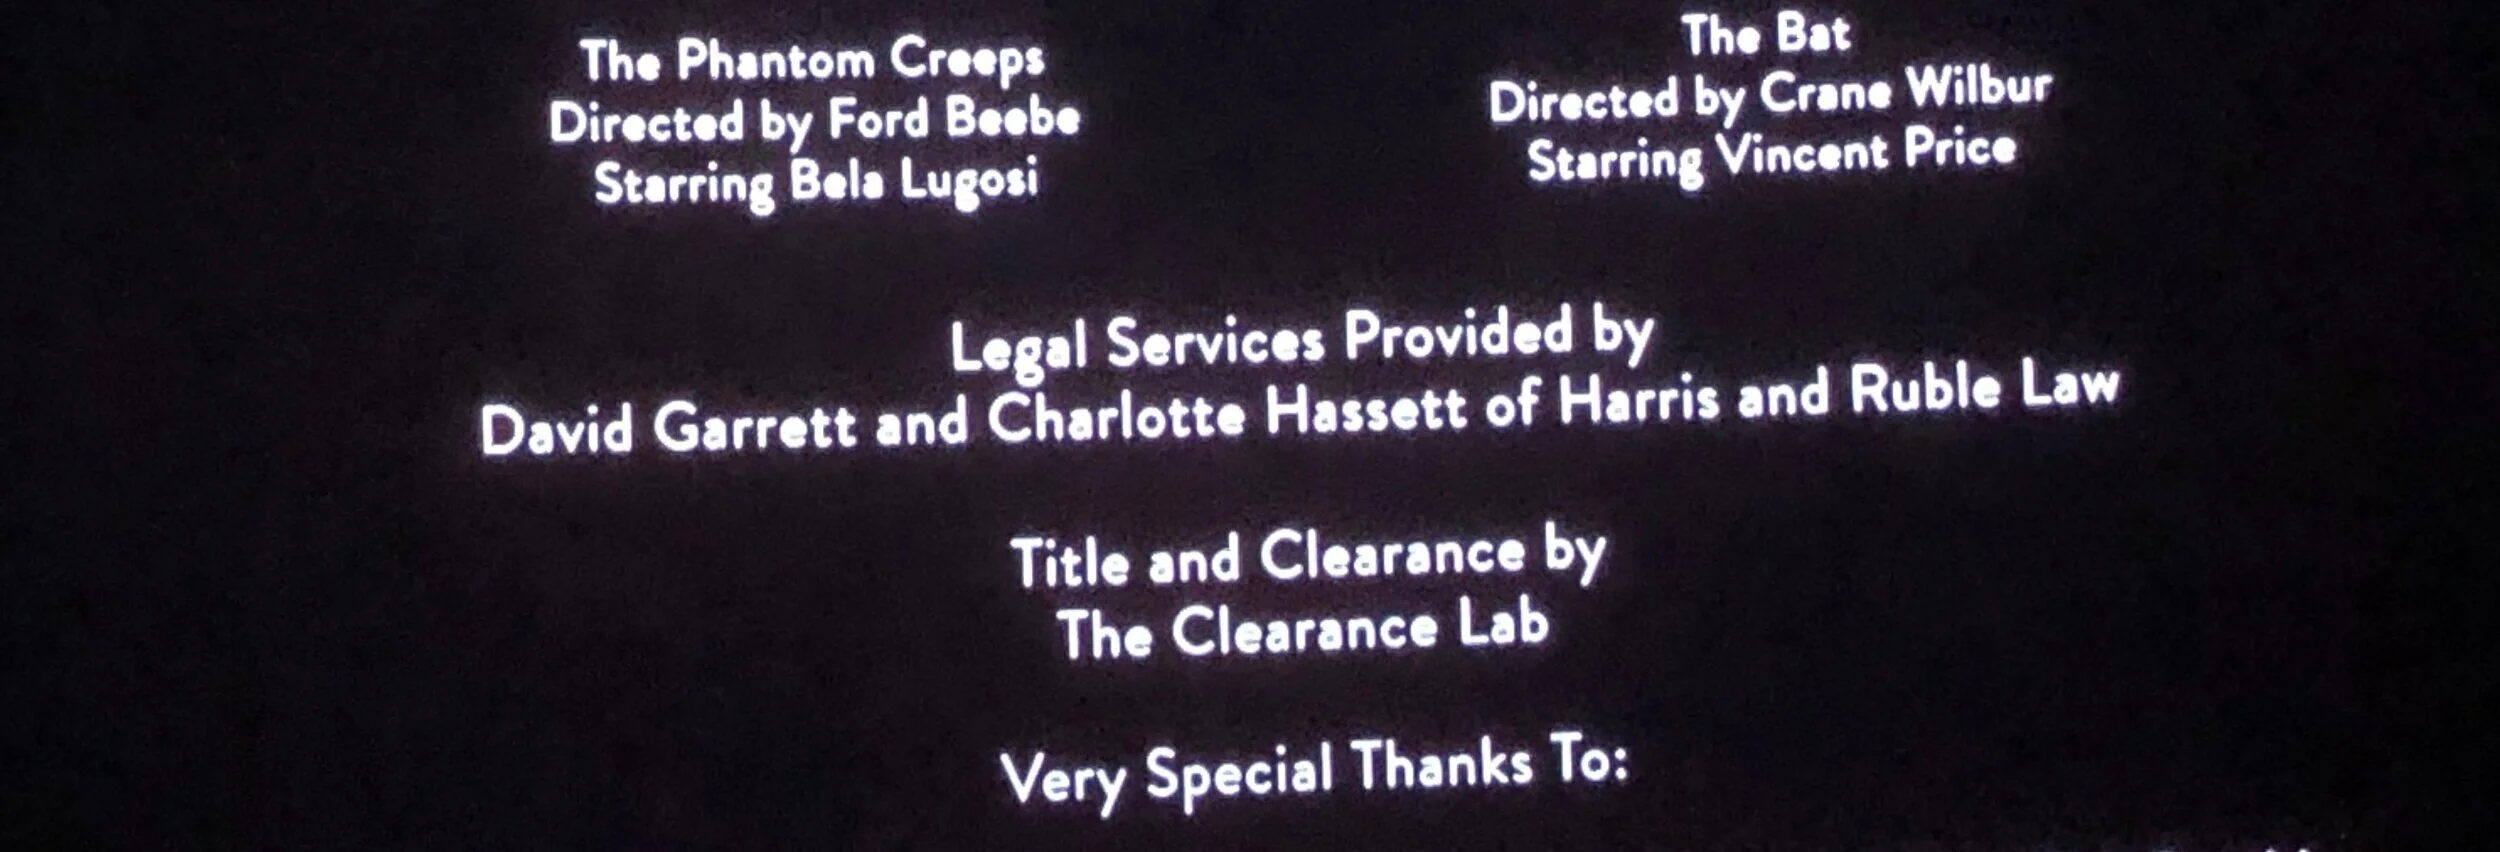 The Phantom Creeps
Directed by Ford Beebe
Starring Bela Lugosi
The Bat
Directed by Crane Wilbur
Starring Vincent Price
Legal Services Provided by
David Garrett and Charlotte Hassett of Harris and Ruble Law
Title and Clearance by
The Clearance Lab
Very Special Thanks To: